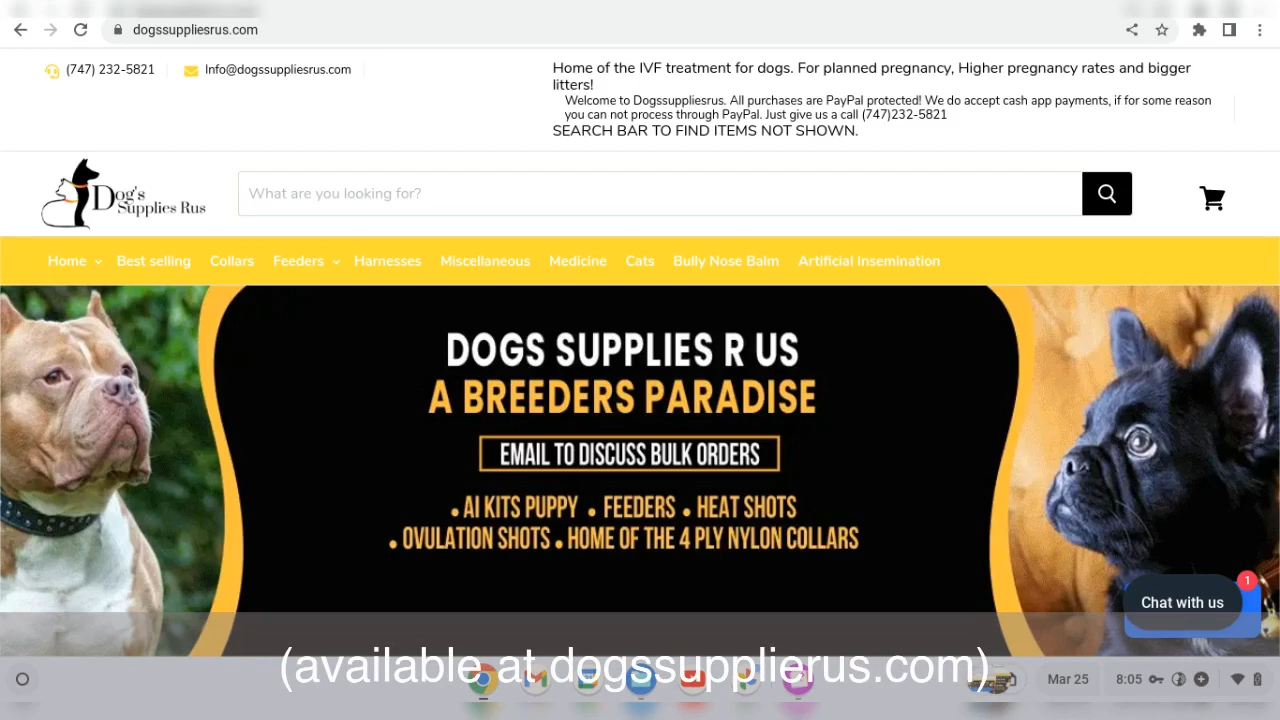 dogssuppliesrus.com
(747) 232-5821
Info@dogssuppliesrus.com
Home of the IVF treatment for dogs. For planned pregnancy, Higher pregnancy rates and bigger
litters!
Welcome to Dogssuppliesrus. All purchases are PayPal protected! We do accept cash app payments, if for some reason
you can not process through PayPal. Just give us a call (747)232-5821
SEARCH BAR TO FIND ITEMS NOT SHOWN.
Dog's
Supplies Rus
What are you looking for?
Home Best selling Collars Feeders Harnesses Miscellaneous Medicine Cats Bully Nose Balm Artificial Insemination
DOGS SUPPLIES R US
A BREEDERS PARADISE
EMAIL TO DISCUSS BULK ORDERS
• AI KITS PUPPY • FEEDERS • HEAT SHOTS
• OVULATION SHOTS • HOME OF THE 4 PLY NYLON COLLARS
1
Chat with us
(available at dogssupplierus.com)
Mar 25
8:05